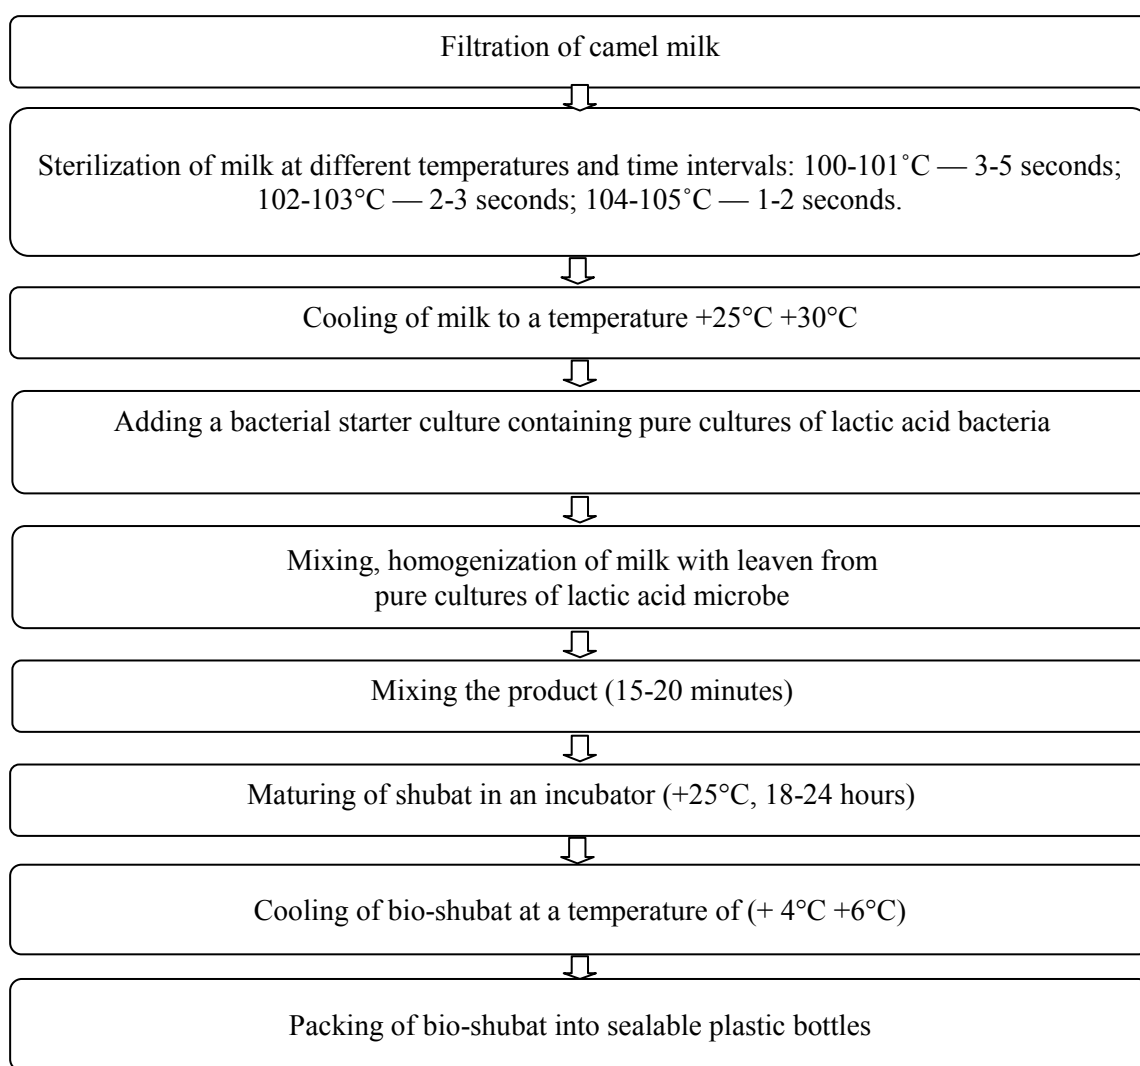 Filtration of camel milk
Sterilization of milk at different temperatures and time intervals: 100-101˚C — 3-5 seconds;
102-103°C — 2-3 seconds; 104-105˚C — 1-2 seconds.
Cooling of milk to a temperature +25°C +30°C
Adding a bacterial starter culture containing pure cultures of lactic acid bacteria
Mixing, homogenization of milk with leaven from
pure cultures of lactic acid microbe
Mixing the product (15-20 minutes)
Maturing of shubat in an incubator (+25°C, 18-24 hours)
Cooling of bio-shubat at a temperature of (+ 4°C +6°C)
Packing of bio-shubat into sealable plastic bottles